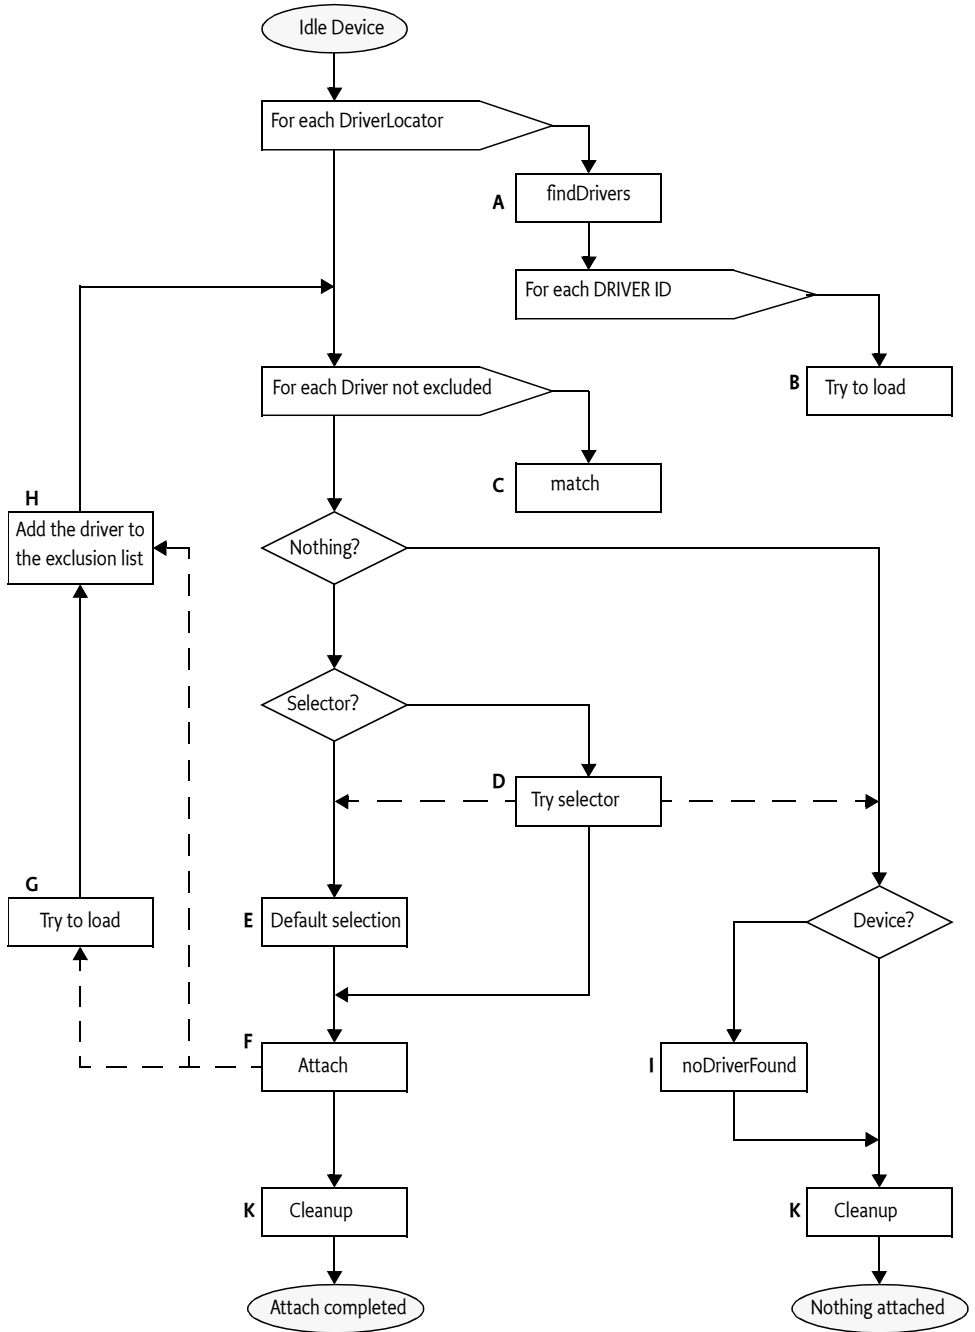 Idle Device
For each DriverLocator
A
findDrivers
For each DRIVER ID
For each Driver not excluded
B
Try to load
C
match
H
Add the driver to
the exclusion list
Nothing?
Selector?
D
Try selector
G
Try to load
E
Default selection
Device?
F
Attach
I
noDriverFound
K
Cleanup
K
Cleanup
Attach completed
Nothing attached